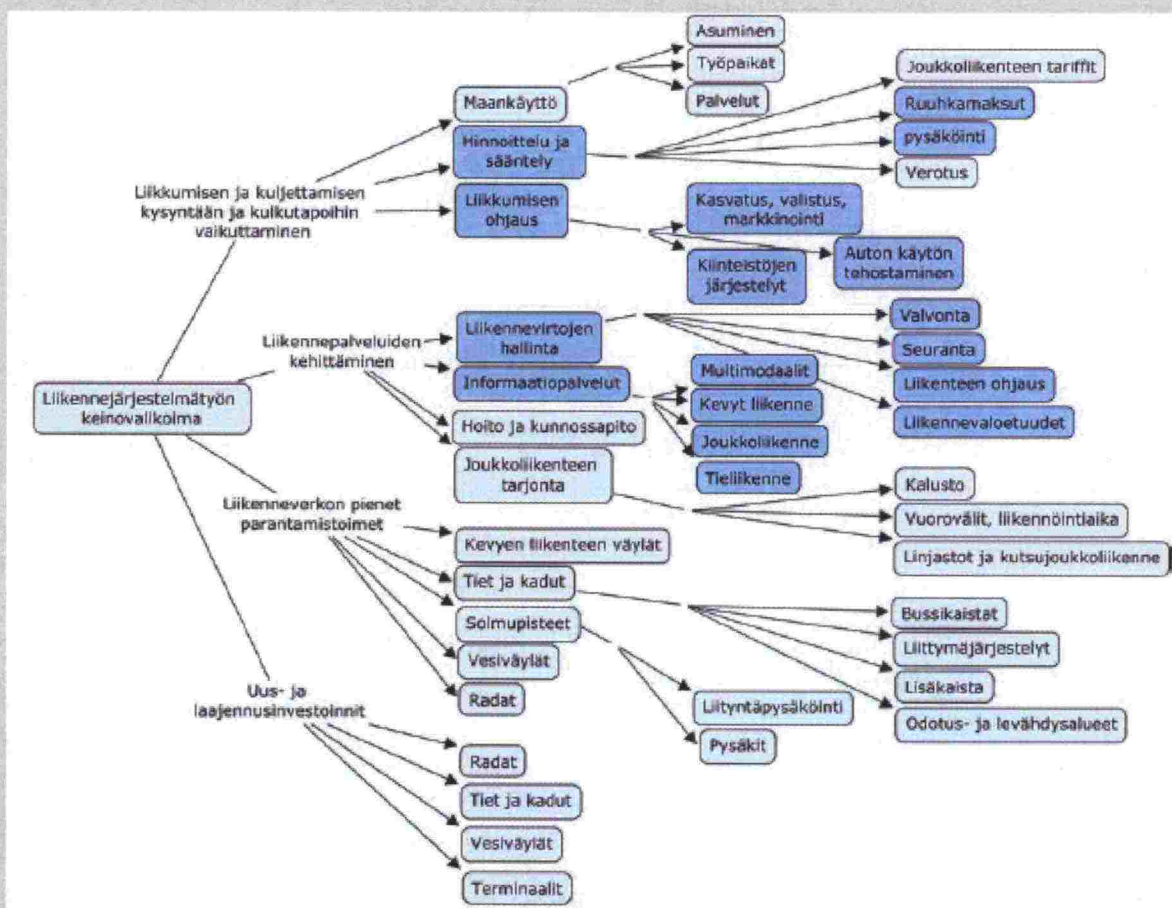 Liikennejärjestelmätyön
keinovalikoima
Liikkumisen ja kuljettamisen
kysyntään ja kulkutapoihin
vaikuttaminen
Maankäyttö
Asuminen
Työpaikat
Palvelut
Hinnoittelu ja
sääntely
Joukkoliikenteen tariffit
Ruuhkamaksut
pysäköinti
Verotus
Liikkumisen
ohjaus
Kasvatus, valistus,
markkinointi
Auton käytön
tehostaminen
Kiinteistöjen
järjestelyt
Liikennepalveluiden
kehittäminen
Liikennevirtojen
hallinta
Valvonta
Seuranta
Liikenteen ohjaus
Liikennevaloetuudet
Informaatiopalvelut
Multimodaalit
Kevyt liikenne
Joukkoliikenne
Tieliikenne
Hoito ja kunnossapito
Joukkoliikenteen
tarjonta
Kalusto
Vuorovälit, liikennöintiaika
Linjastot ja kutsujoukkoliikenne
Liikenneverkon pienet
parantamistoimet
Kevyen liikenteen väylät
Tiet ja kadut
Bussikaistat
Liittymäjärjestelyt
Lisäkaista
Odotus- ja levähdysalueet
Solmupisteet
Liityntäpysäköinti
Pysäkit
Vesiväylät
Radat
Uus- ja
laajennusinvestoinnit
Radat
Tiet ja kadut
Vesiväylät
Terminaalit